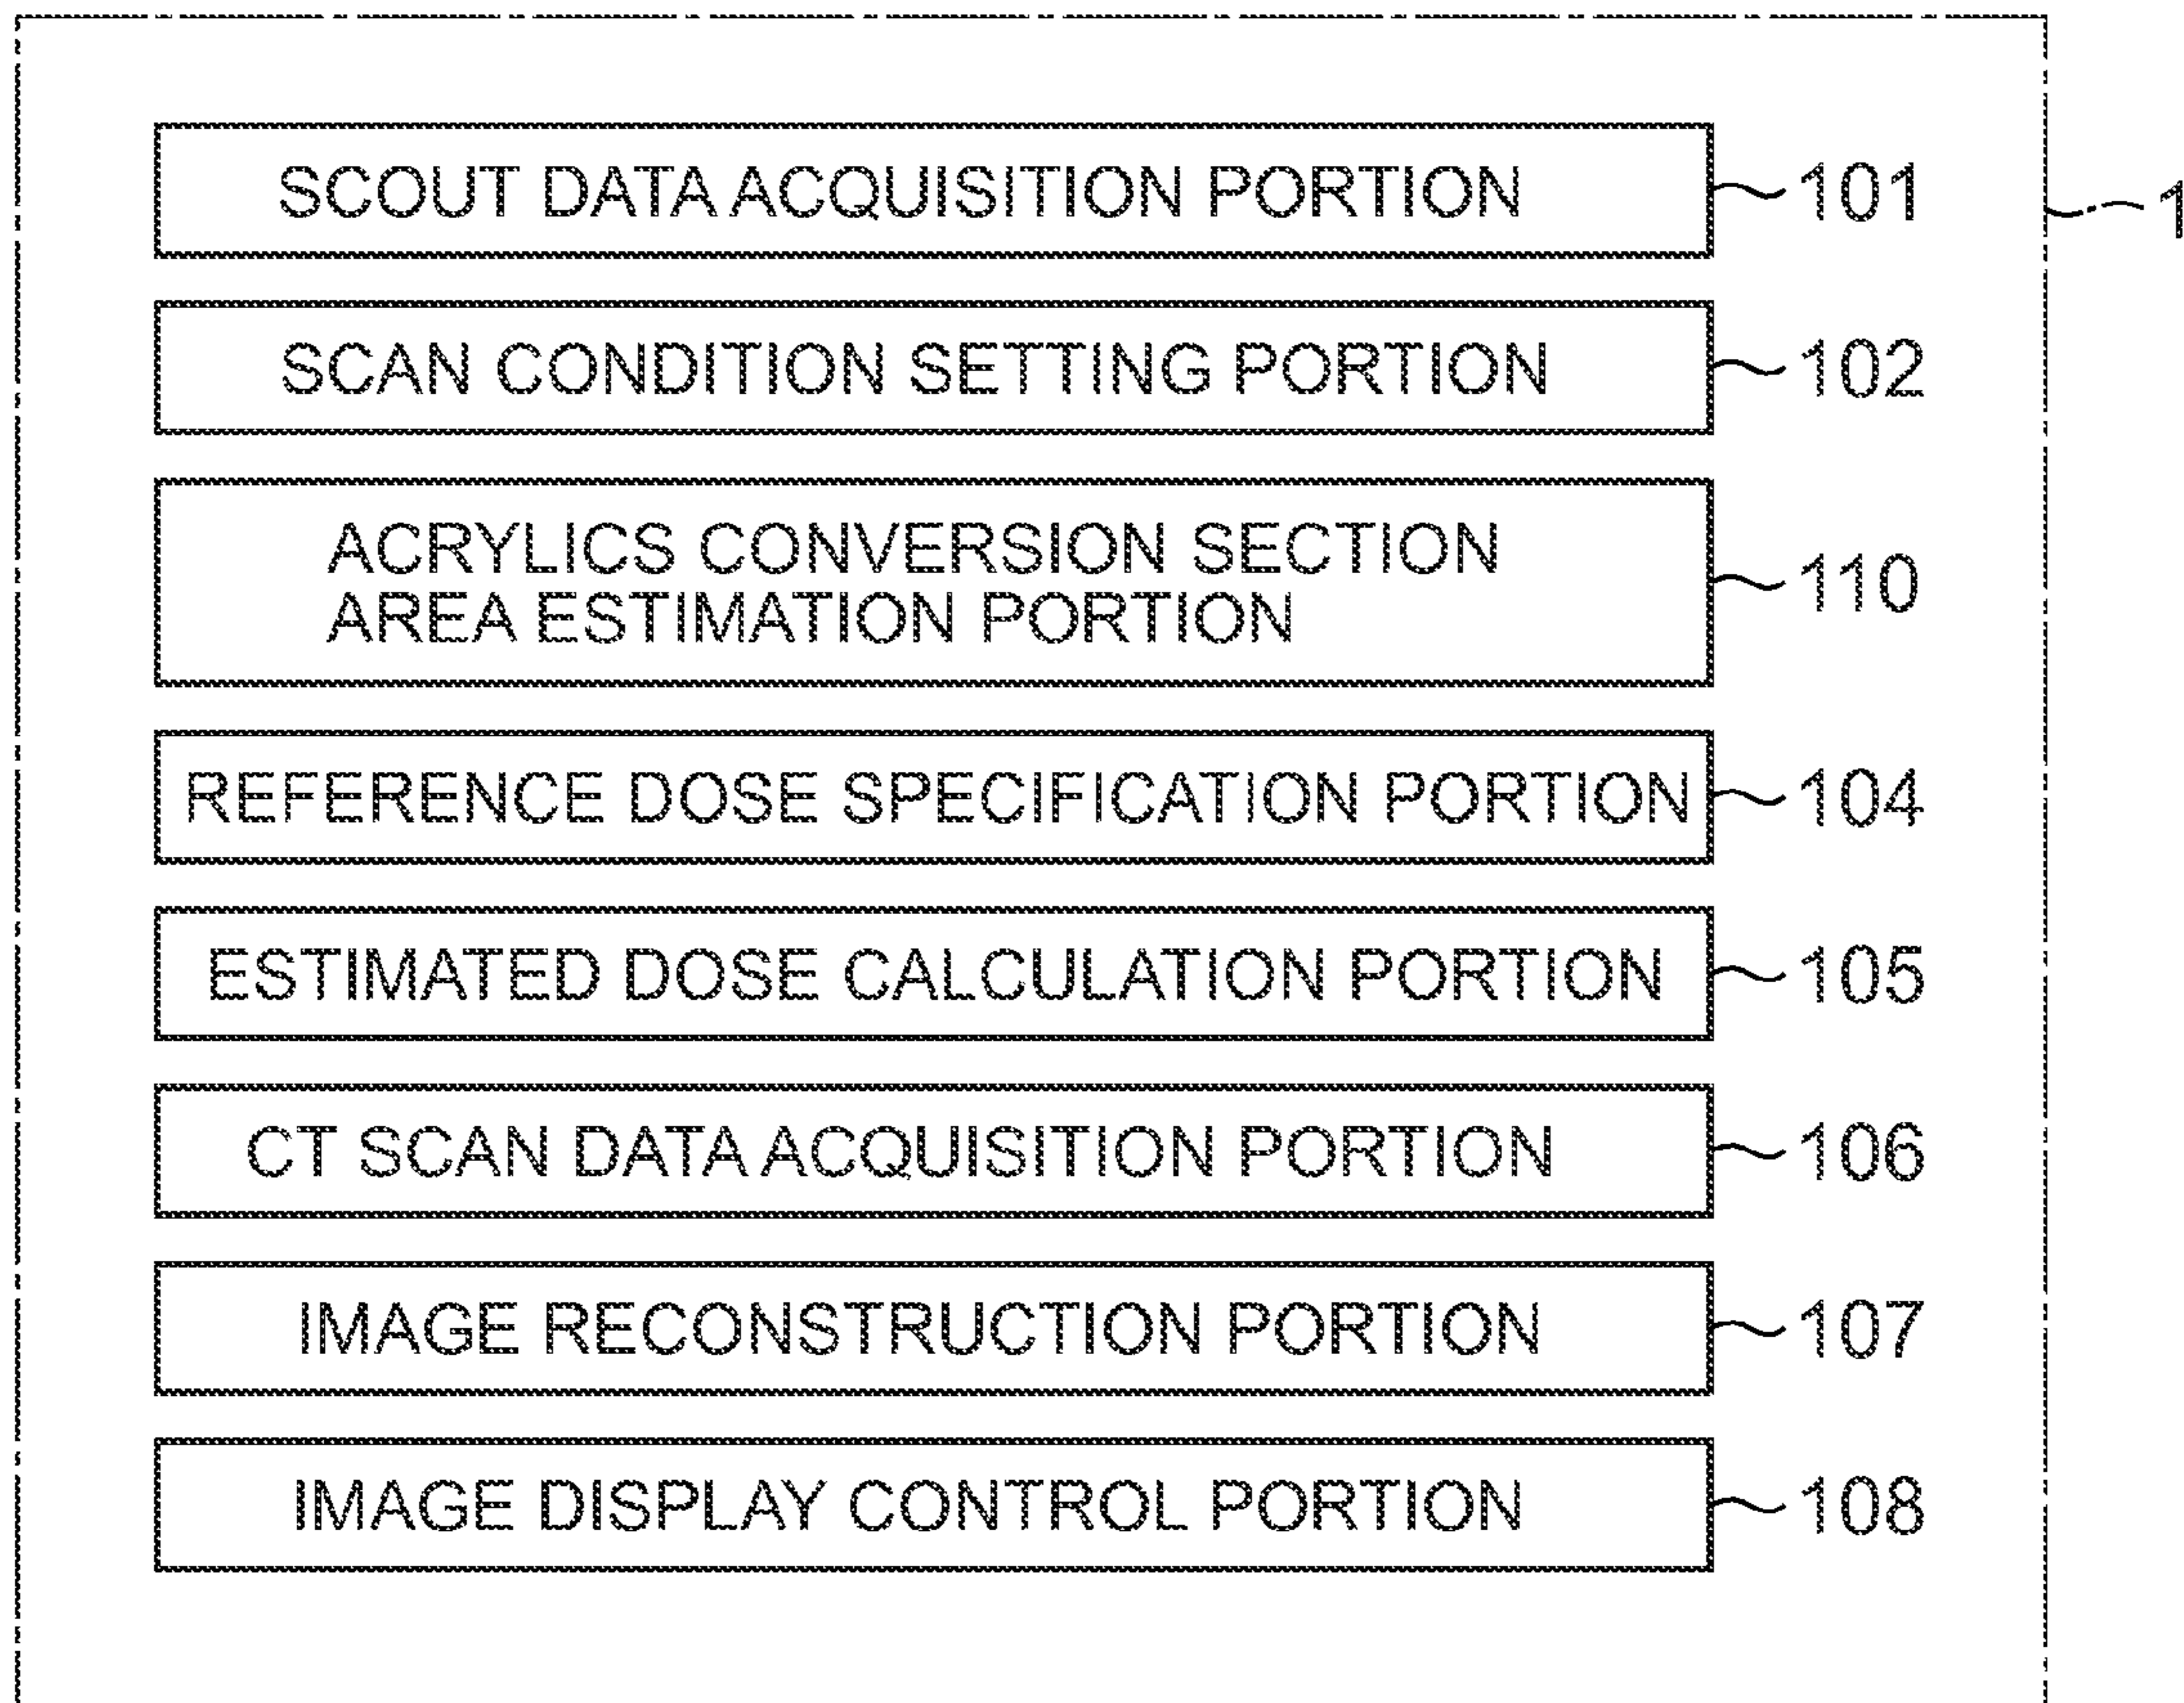 SCOUT DATA ACQUISITION PORTION 101
1
SCAN CONDITION SETTING PORTION 102
ACRYLICS CONVERSION SECTION
AREA ESTIMATION PORTION
110
REFERENCE DOSE SPECIFICATION PORTION 104
ESTIMATED DOSE CALCULATION PORTION 105
CT SCAN DATA ACQUISITION PORTION 106
IMAGE RECONSTRUCTION PORTION 107
IMAGE DISPLAY CONTROL PORTION 108